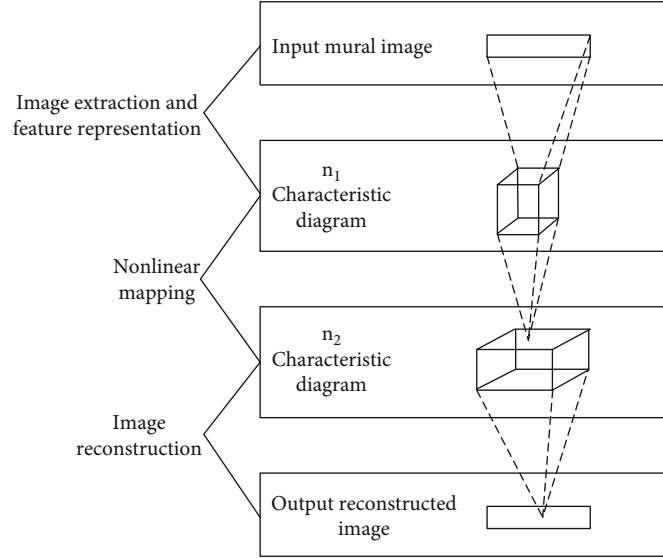 Input mural image
Image extraction and
feature representation
n₁
Characteristic
diagram
Nonlinear
mapping
n₂
Characteristic
diagram
Image
reconstruction
Output reconstructed
image